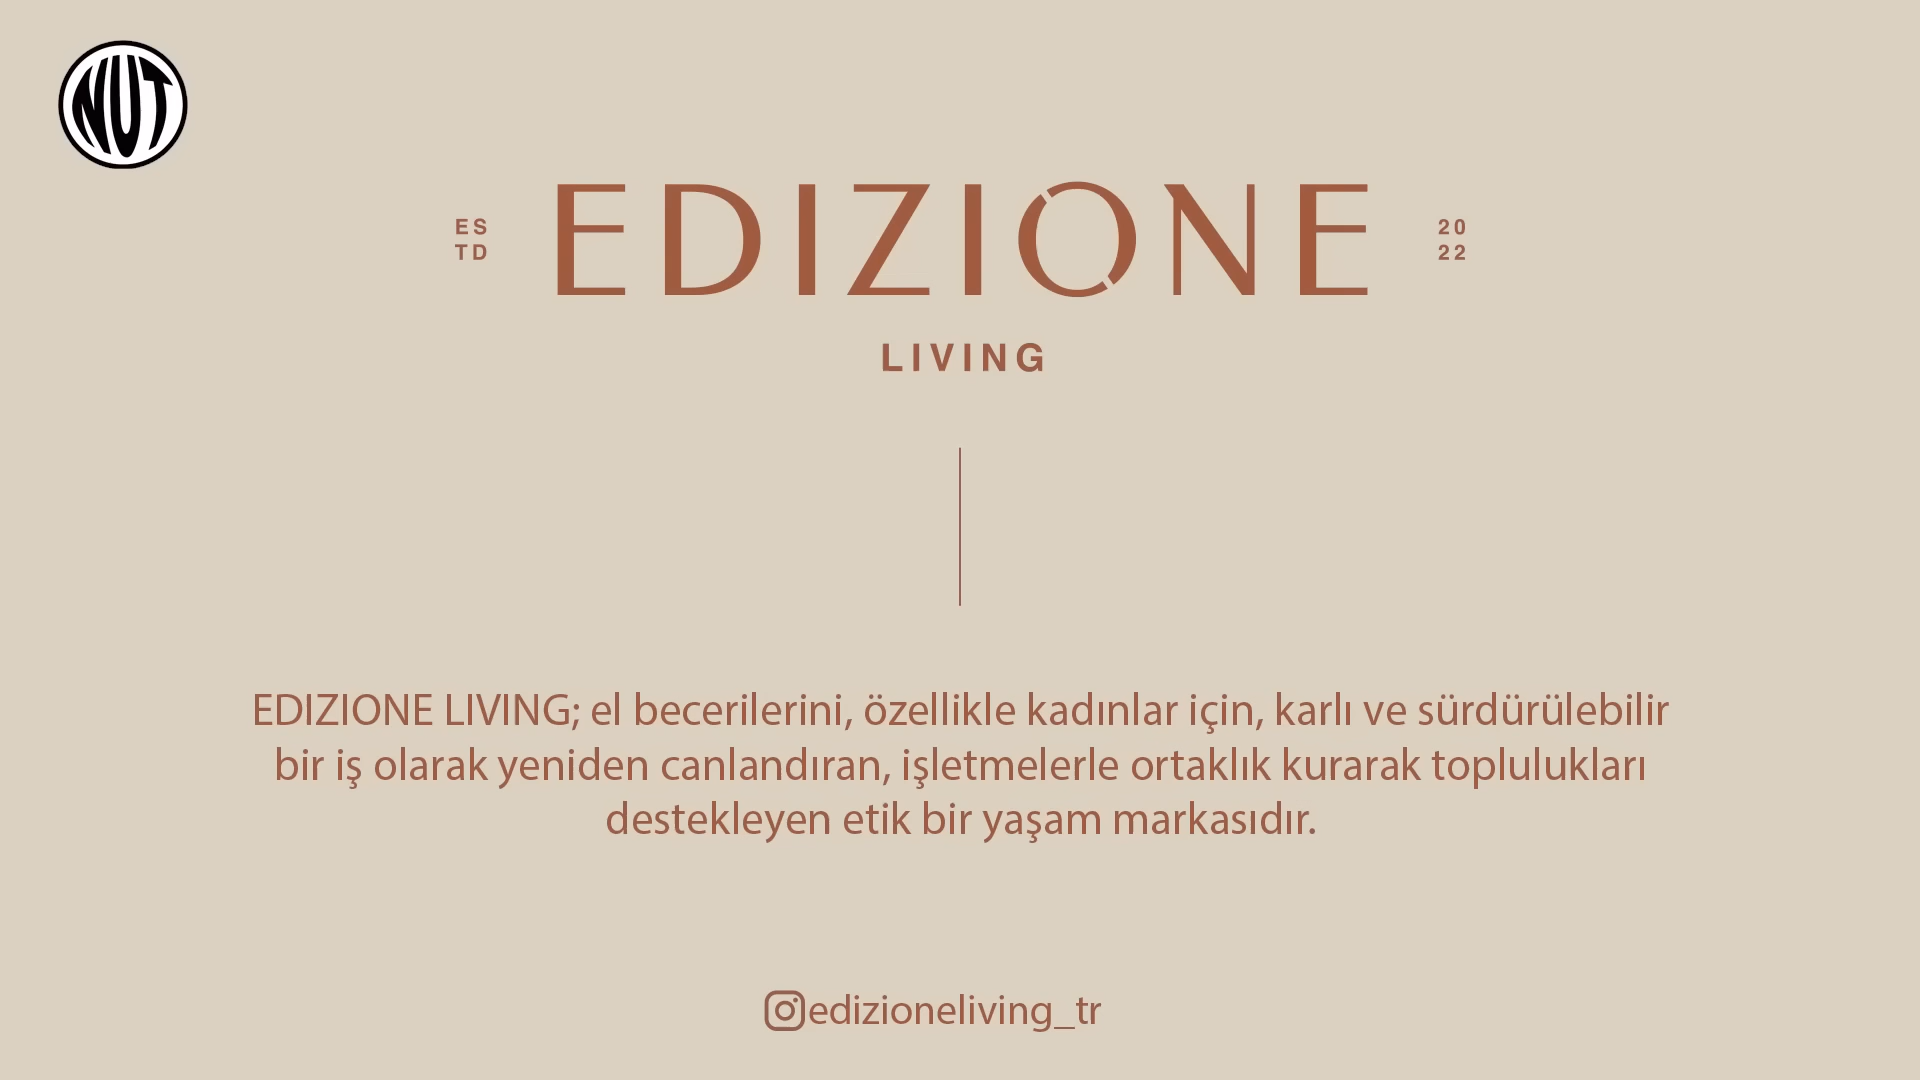 NUT
ES
TD
EDIZIONE
20
22
LIVING
EDIZIONE LIVING; el becerilerini, özellikle kadınlar için, karlı ve sürdürülebilir
bir iş olarak yeniden canlandıran, işletmelerle ortaklık kurarak toplulukları
destekleyen etik bir yaşam markasıdır.
edizioneliving_tr